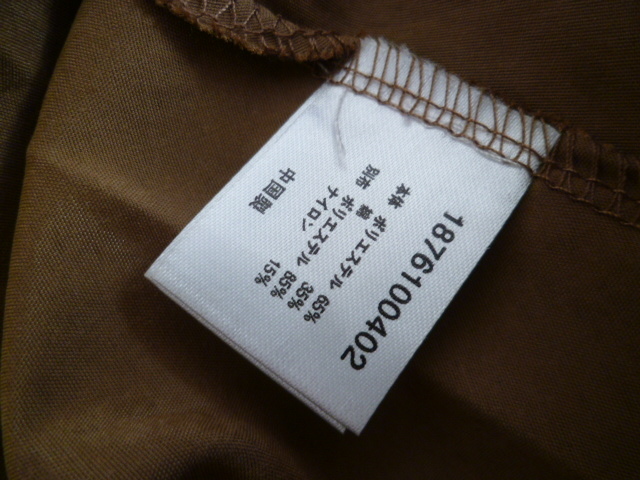 1876100402
本体 ポリエステル 65%
綿 35%
別布 ポリエステル 85%
ナイロン 15%
中国製